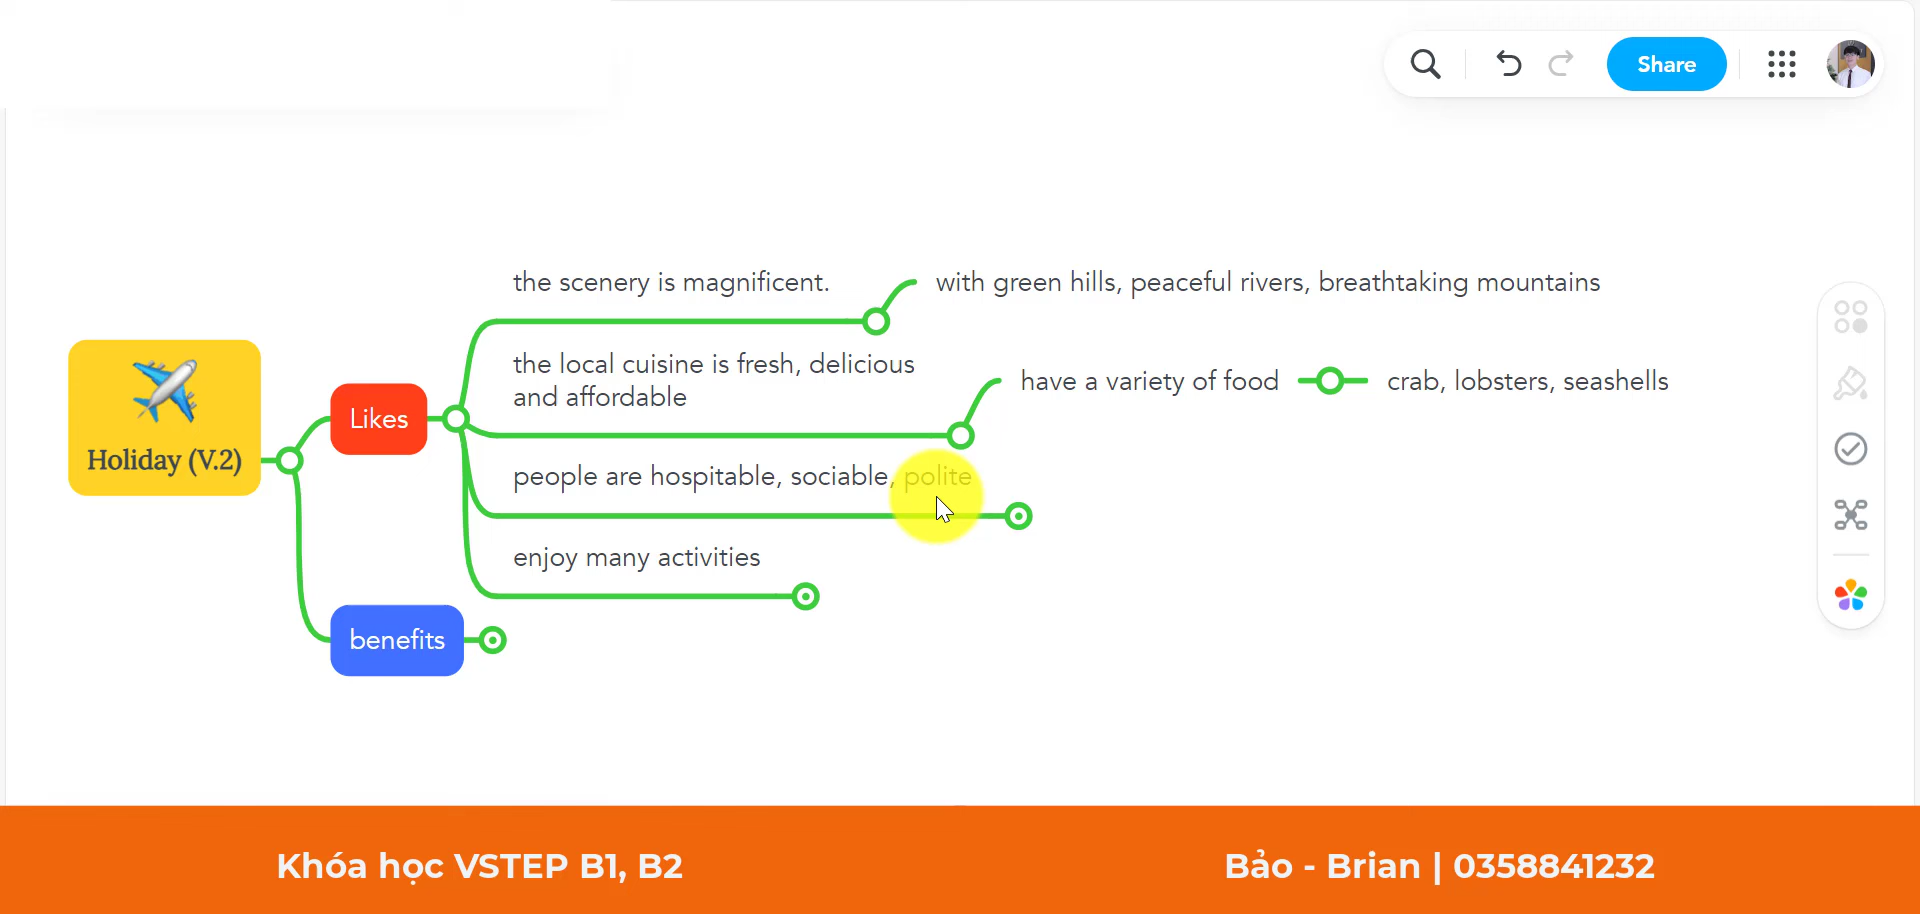 Share
the scenery is magnificent.
with green hills, peaceful rivers, breathtaking mountains
the local cuisine is fresh, delicious
and affordable
have a variety of food
crab, lobsters, seashells
Likes
Holiday (V.2)
people are hospitable, sociable, polite
enjoy many activities
benefits
Khóa học VSTEP B1, B2
Bảo - Brian | 0358841232